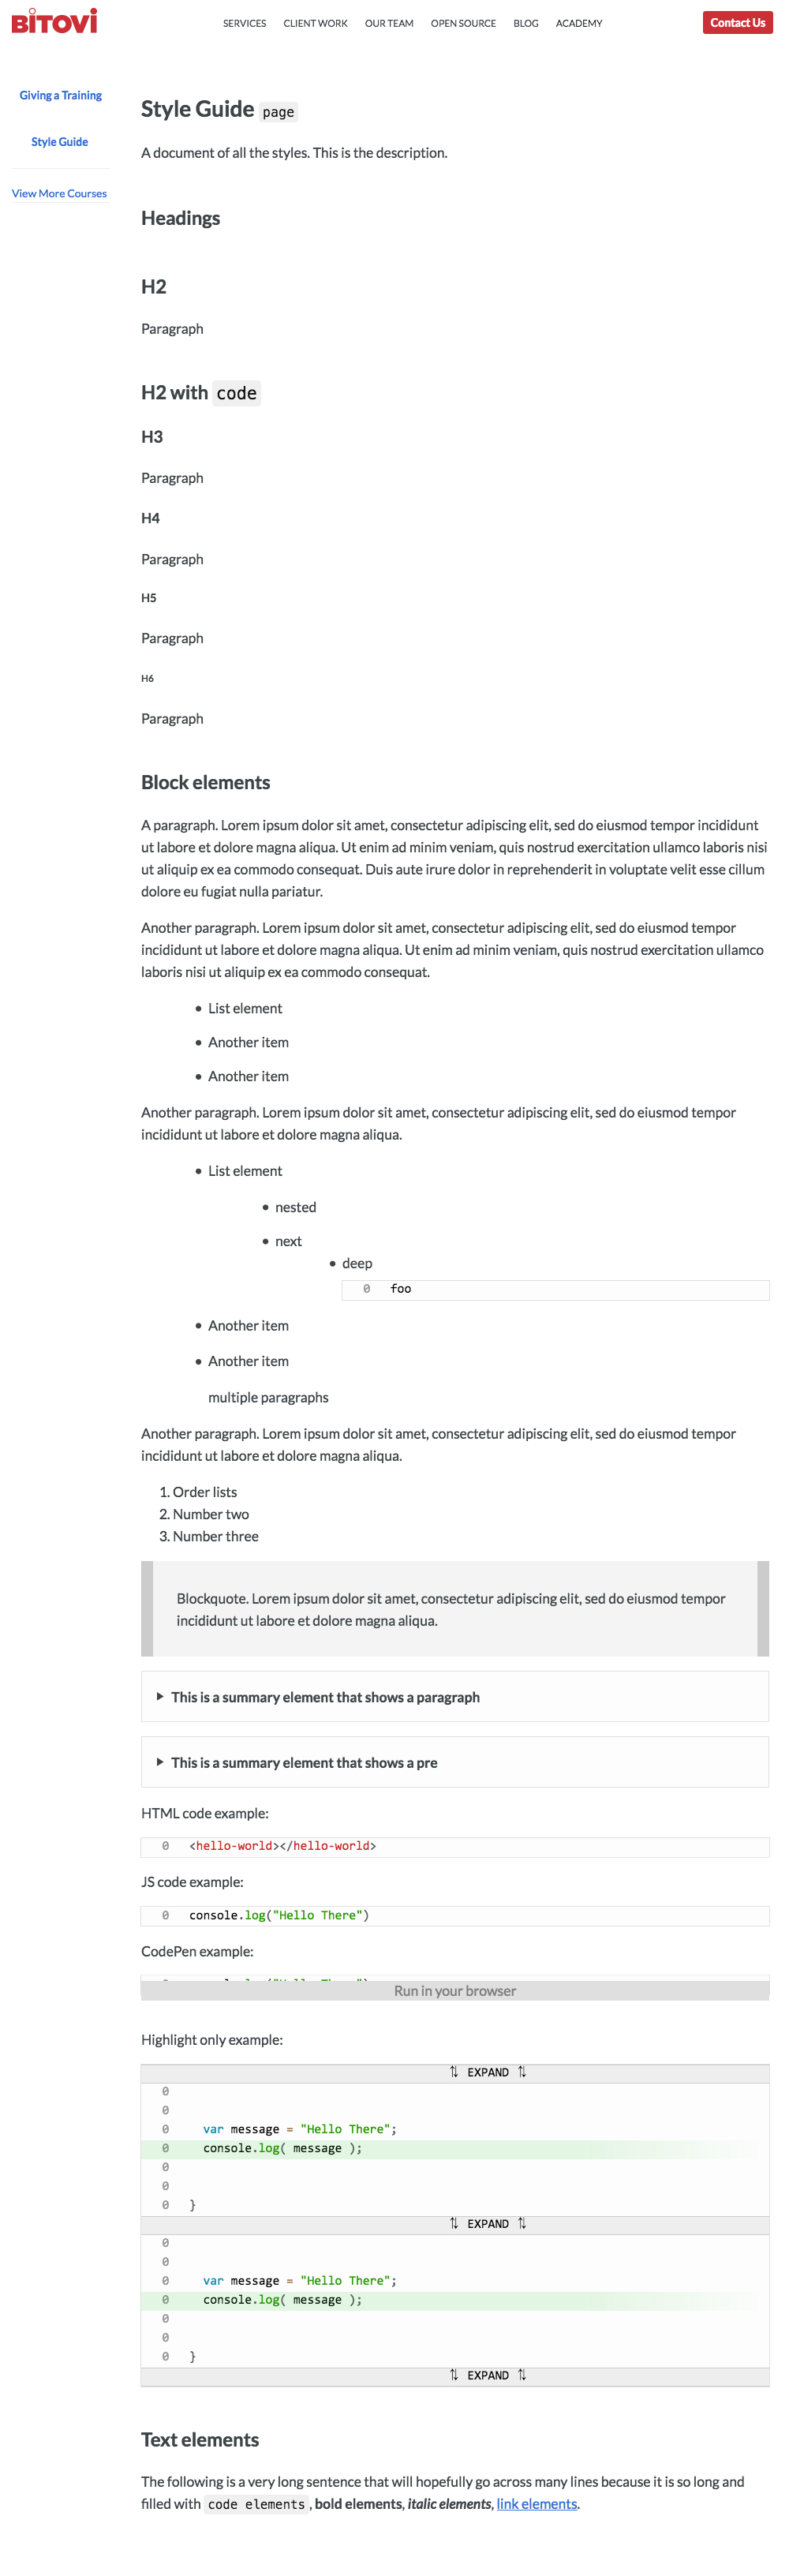 BiTOVi
SERVICES CLIENT WORK OUR TEAM OPEN SOURCE BLOG ACADEMY
Contact Us
Giving a Training
Style Guide
View More Courses
Style Guide page
A document of all the styles. This is the description.
Headings
H2
Paragraph
H2 with code
H3
Paragraph
H4
Paragraph
H5
Paragraph
H6
Paragraph
Block elements
A paragraph. Lorem ipsum dolor sit amet, consectetur adipiscing elit, sed do eiusmod tempor incididunt
ut labore et dolore magna aliqua. Ut enim ad minim veniam, quis nostrud exercitation ullamco laboris nisi
ut aliquip ex ea commodo consequat. Duis aute irure dolor in reprehenderit in voluptate velit esse cillum
dolore eu fugiat nulla pariatur.
Another paragraph. Lorem ipsum dolor sit amet, consectetur adipiscing elit, sed do eiusmod tempor
incididunt ut labore et dolore magna aliqua. Ut enim ad minim veniam, quis nostrud exercitation ullamco
laboris nisi ut aliquip ex ea commodo consequat.
• List element
• Another item
• Another item
Another paragraph. Lorem ipsum dolor sit amet, consectetur adipiscing elit, sed do eiusmod tempor
incididunt ut labore et dolore magna aliqua.
• List element
• nested
• next
• deep
0 foo
• Another item
• Another item
multiple paragraphs
Another paragraph. Lorem ipsum dolor sit amet, consectetur adipiscing elit, sed do eiusmod tempor
incididunt ut labore et dolore magna aliqua.
1. Order lists
2. Number two
3. Number three
Blockquote. Lorem ipsum dolor sit amet, consectetur adipiscing elit, sed do eiusmod tempor
incididunt ut labore et dolore magna aliqua.
▶ This is a summary element that shows a paragraph
▶ This is a summary element that shows a pre
HTML code example:
0 <hello-world></hello-world>
JS code example:
0 console.log("Hello There")
CodePen example:
Run in your browser
Highlight only example:
⇅ EXPAND ⇅
0
0
0 var message = "Hello There";
0 console.log( message );
0
0
0 }
⇅ EXPAND ⇅
0
0
0 var message = "Hello There";
0 console.log( message );
0
0
0 }
⇅ EXPAND ⇅
Text elements
The following is a very long sentence that will hopefully go across many lines because it is so long and
filled with code elements, bold elements, italic elements, link elements.